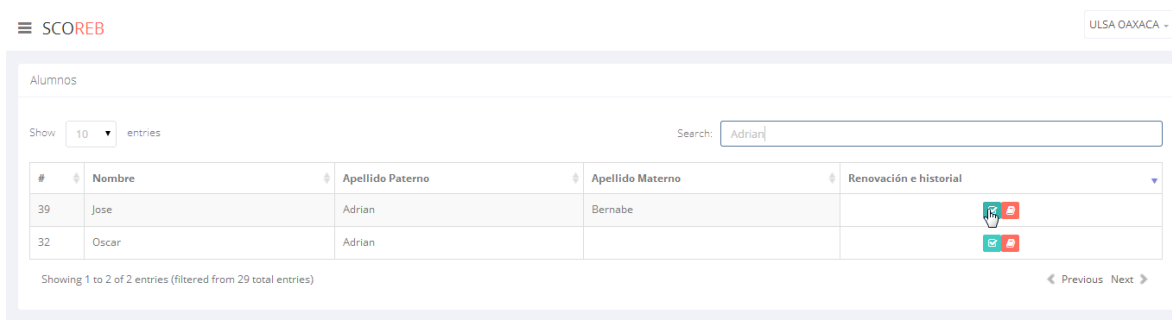 SCOREB
ULSA OAXACA
Alumnos
Show 10 entries
Search: Adrian
# Nombre Apellido Paterno Apellido Materno Renovación e historial
39 Jose Adrian Bernabe
32 Oscar Adrian
Showing 1 to 2 of 2 entries (filtered from 29 total entries)
Previous Next